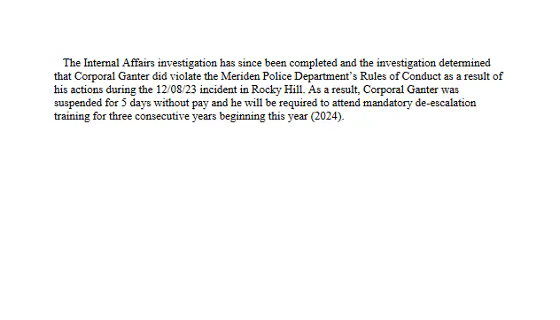 The Internal Affairs investigation has since been completed and the investigation determined
that Corporal Ganter did violate the Meriden Police Department's Rules of Conduct as a result of
his actions during the 12/08/23 incident in Rocky Hill. As a result, Corporal Ganter was
suspended for 5 days without pay and he will be required to attend mandatory de-escalation
training for three consecutive years beginning this year (2024).